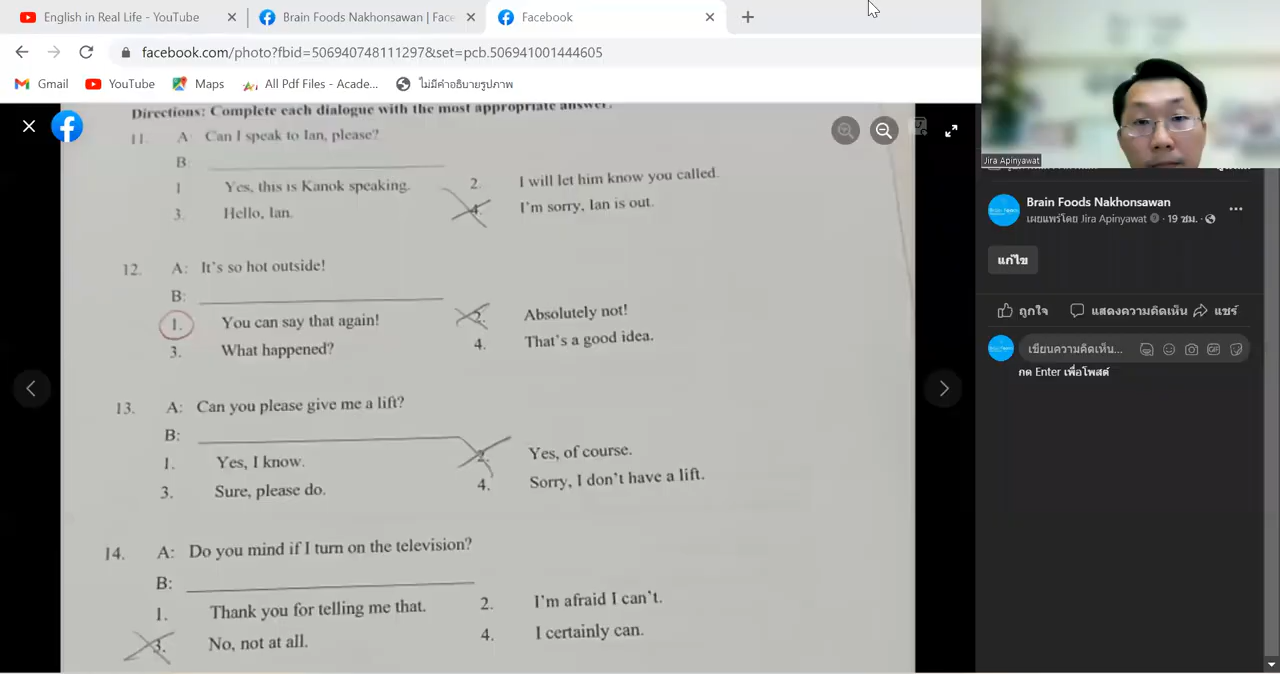 English in Real Life - YouTube
Brain Foods Nakhonsawan | Face
Facebook
facebook.com/photo?fbid=506940748111297&set=pcb.506941001444605
Gmail
YouTube
Maps
All Pdf Files - Acade...
ไม่มีคำอธิบายรูปภาพ
Directions: Complete each dialogue with the most appropriate answer.
11. A: Can I speak to Ian, please?
B:
1 Yes, this is Kanok speaking. 2. I will let him know you called.
3. Hello, Ian. 4. I'm sorry, Ian is out.
12. A: It's so hot outside!
B:
1. You can say that again! 2. Absolutely not!
3. What happened? 4. That's a good idea.
13. A: Can you please give me a lift?
B:
1. Yes, I know. 2. Yes, of course.
3. Sure, please do. 4. Sorry, I don't have a lift.
14. A: Do you mind if I turn on the television?
B:
1. Thank you for telling me that. 2. I'm afraid I can't.
3. No, not at all. 4. I certainly can.
Jira Apinyawat
Brain Foods Nakhonsawan
เผยแพร่โดย Jira Apinyawat · 19 ชม. ·
แก้ไข
ถูกใจ
แสดงความคิดเห็น
แชร์
เขียนความคิดเห็น...
กด Enter เพื่อโพสต์